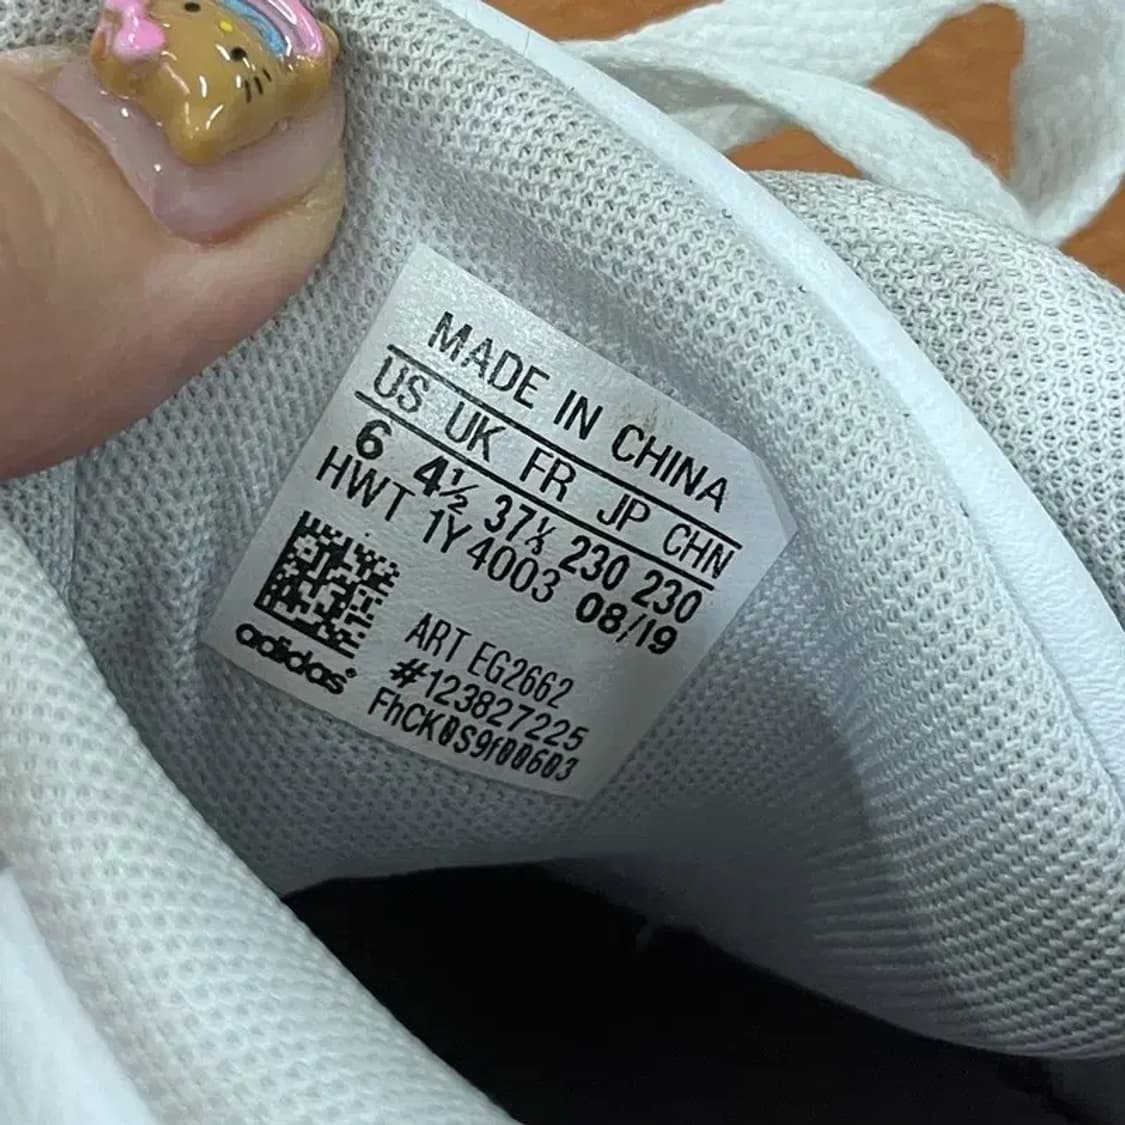 MADE IN CHINA
US UK FR JP CHN
6 4½ 37⅓ 230 230
HWT 1Y4003 08/19
ART EG2662
#123827225
adidas®
FhCK0S9f00603